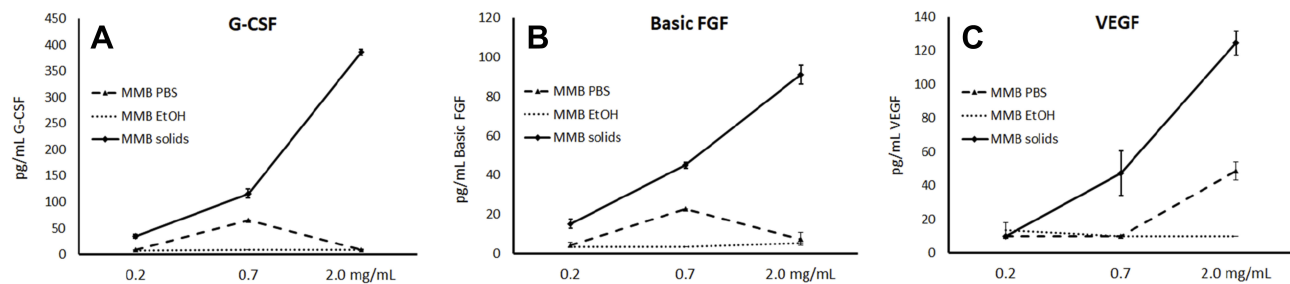 A
G-CSF
pg/mL G-CSF
450
400
350
300
250
200
150
100
50
0
MMB PBS
MMB EtOH
MMB solids
0.2
0.7
2.0 mg/mL
B
Basic FGF
pg/mL Basic FGF
120
100
80
60
40
20
0
MMB PBS
MMB EtOH
MMB solids
0.2
0.7
2.0 mg/mL
C
VEGF
pg/mL VEGF
140
120
100
80
60
40
20
0
MMB PBS
MMB EtOH
MMB solids
0.2
0.7
2.0 mg/mL